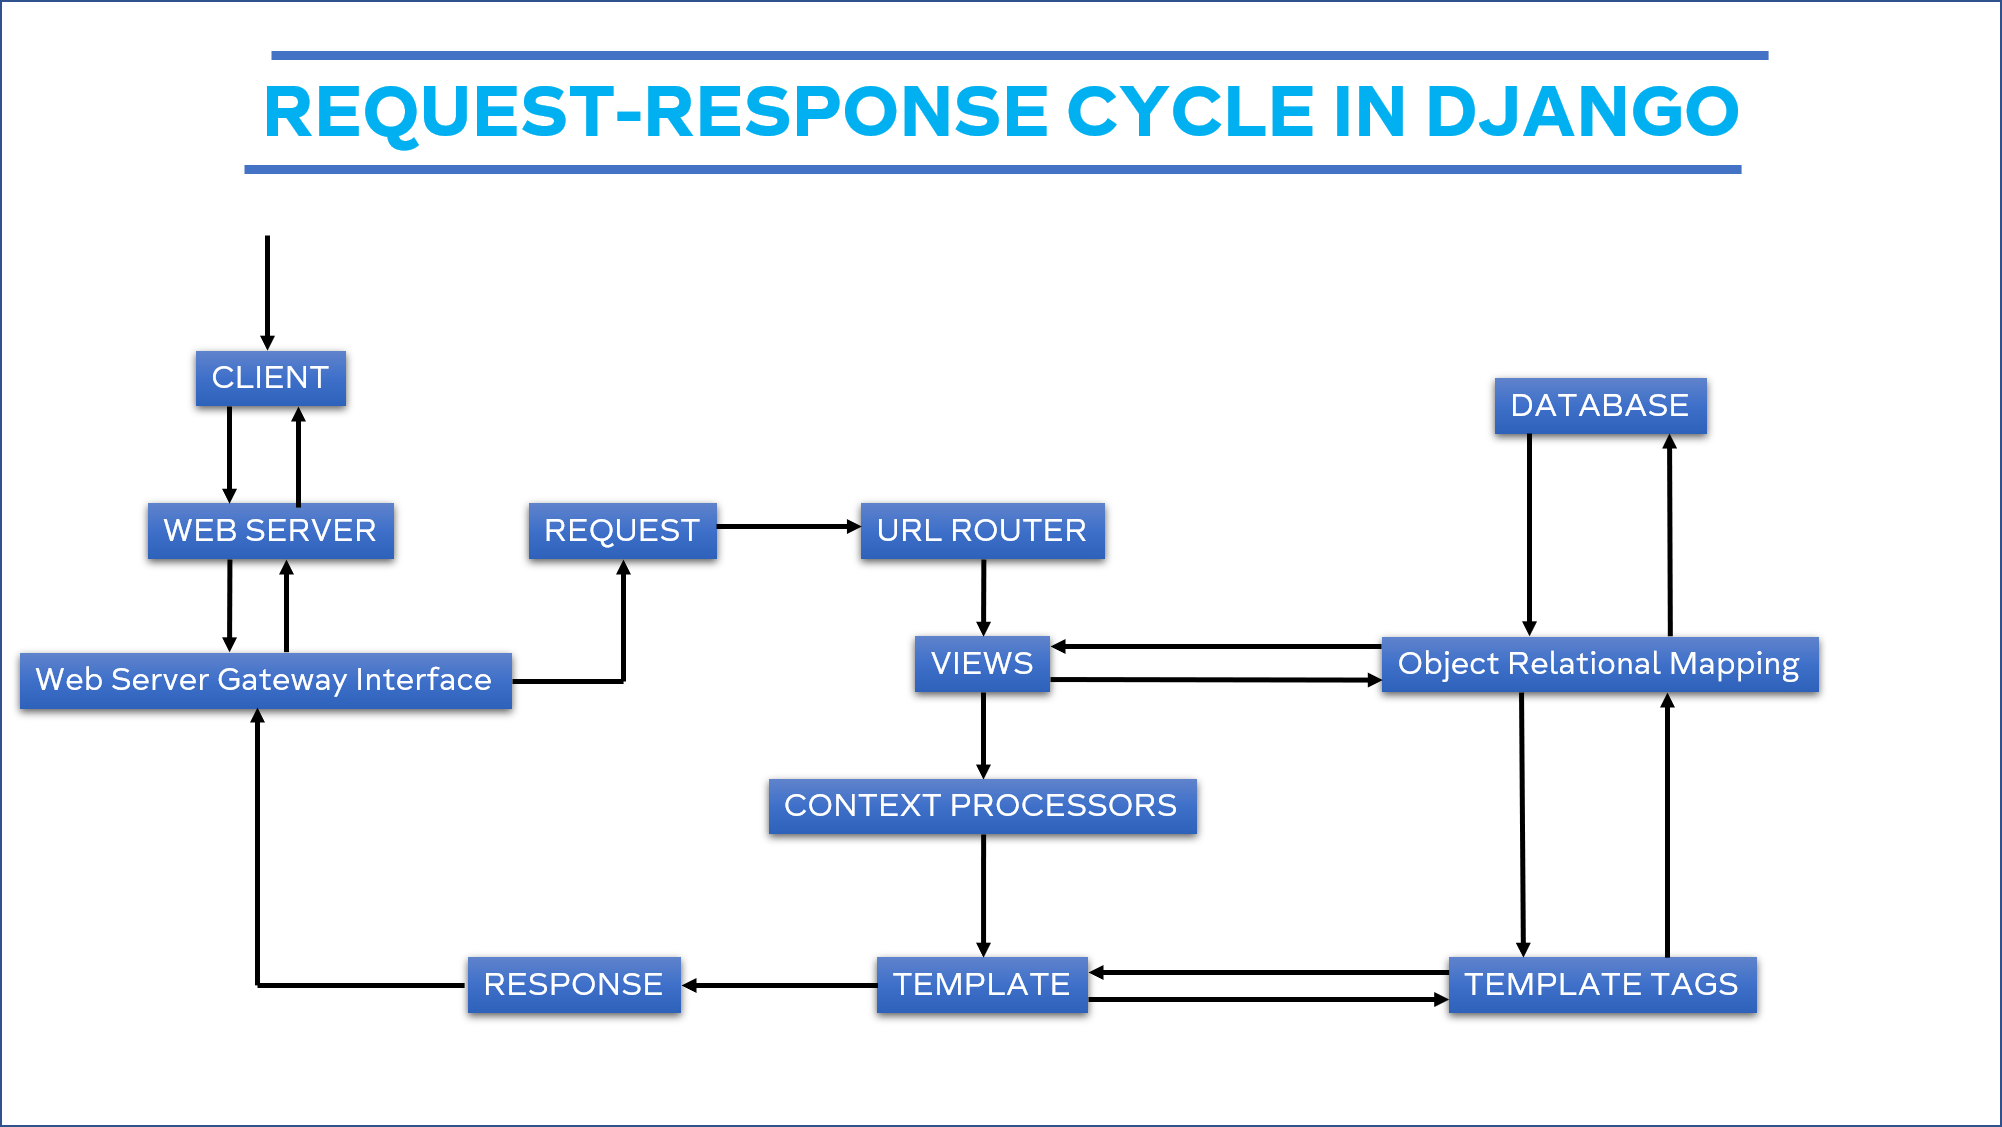 REQUEST-RESPONSE CYCLE IN DJANGO
CLIENT
DATABASE
WEB SERVER
REQUEST
URL ROUTER
Web Server Gateway Interface
VIEWS
Object Relational Mapping
CONTEXT PROCESSORS
RESPONSE
TEMPLATE
TEMPLATE TAGS